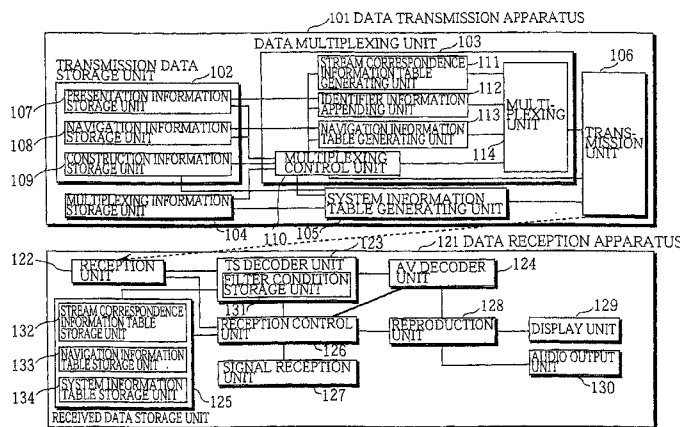 101 DATA TRANSMISSION APPARATUS
DATA MULTIPLEXING UNIT
103
TRANSMISSION DATA
STORAGE UNIT
102
STREAM CORRESPONDENCE
INFORMATION TABLE
GENERATING UNIT
111
106
107
PRESENTATION INFORMATION
STORAGE UNIT
IDENTIFIER INFORMATION
APPENDING UNIT
112
MULTI-
PLEXING
UNIT
108
NAVIGATION INFORMATION
STORAGE UNIT
NAVIGATION INFORMATION
TABLE GENERATING UNIT
113
TRANS-
MISSION
UNIT
109
CONSTRUCTION INFORMATION
STORAGE UNIT
MULTIPLEXING
CONTROL UNIT
114
MULTIPLEXING INFORMATION
STORAGE UNIT
SYSTEM INFORMATION
TABLE GENERATING UNIT
104
110
105
123
121 DATA RECEPTION APPARATUS
122
RECEPTION
UNIT
TS DECODER UNIT
FILTER CONDITION
STORAGE UNIT
AV DECODER
UNIT
124
132
STREAM CORRESPONDENCE
INFORMATION TABLE STORAGE
UNIT
131
RECEPTION CONTROL
UNIT
126
REPRODUCTION
UNIT
128
129
DISPLAY UNIT
133
NAVIGATION INFORMATION
TABLE STORAGE UNIT
SIGNAL RECEPTION
UNIT
127
AUDIO OUTPUT
UNIT
130
134
SYSTEM INFORMATION
TABLE STORAGE UNIT
125
RECEIVED DATA STORAGE UNIT